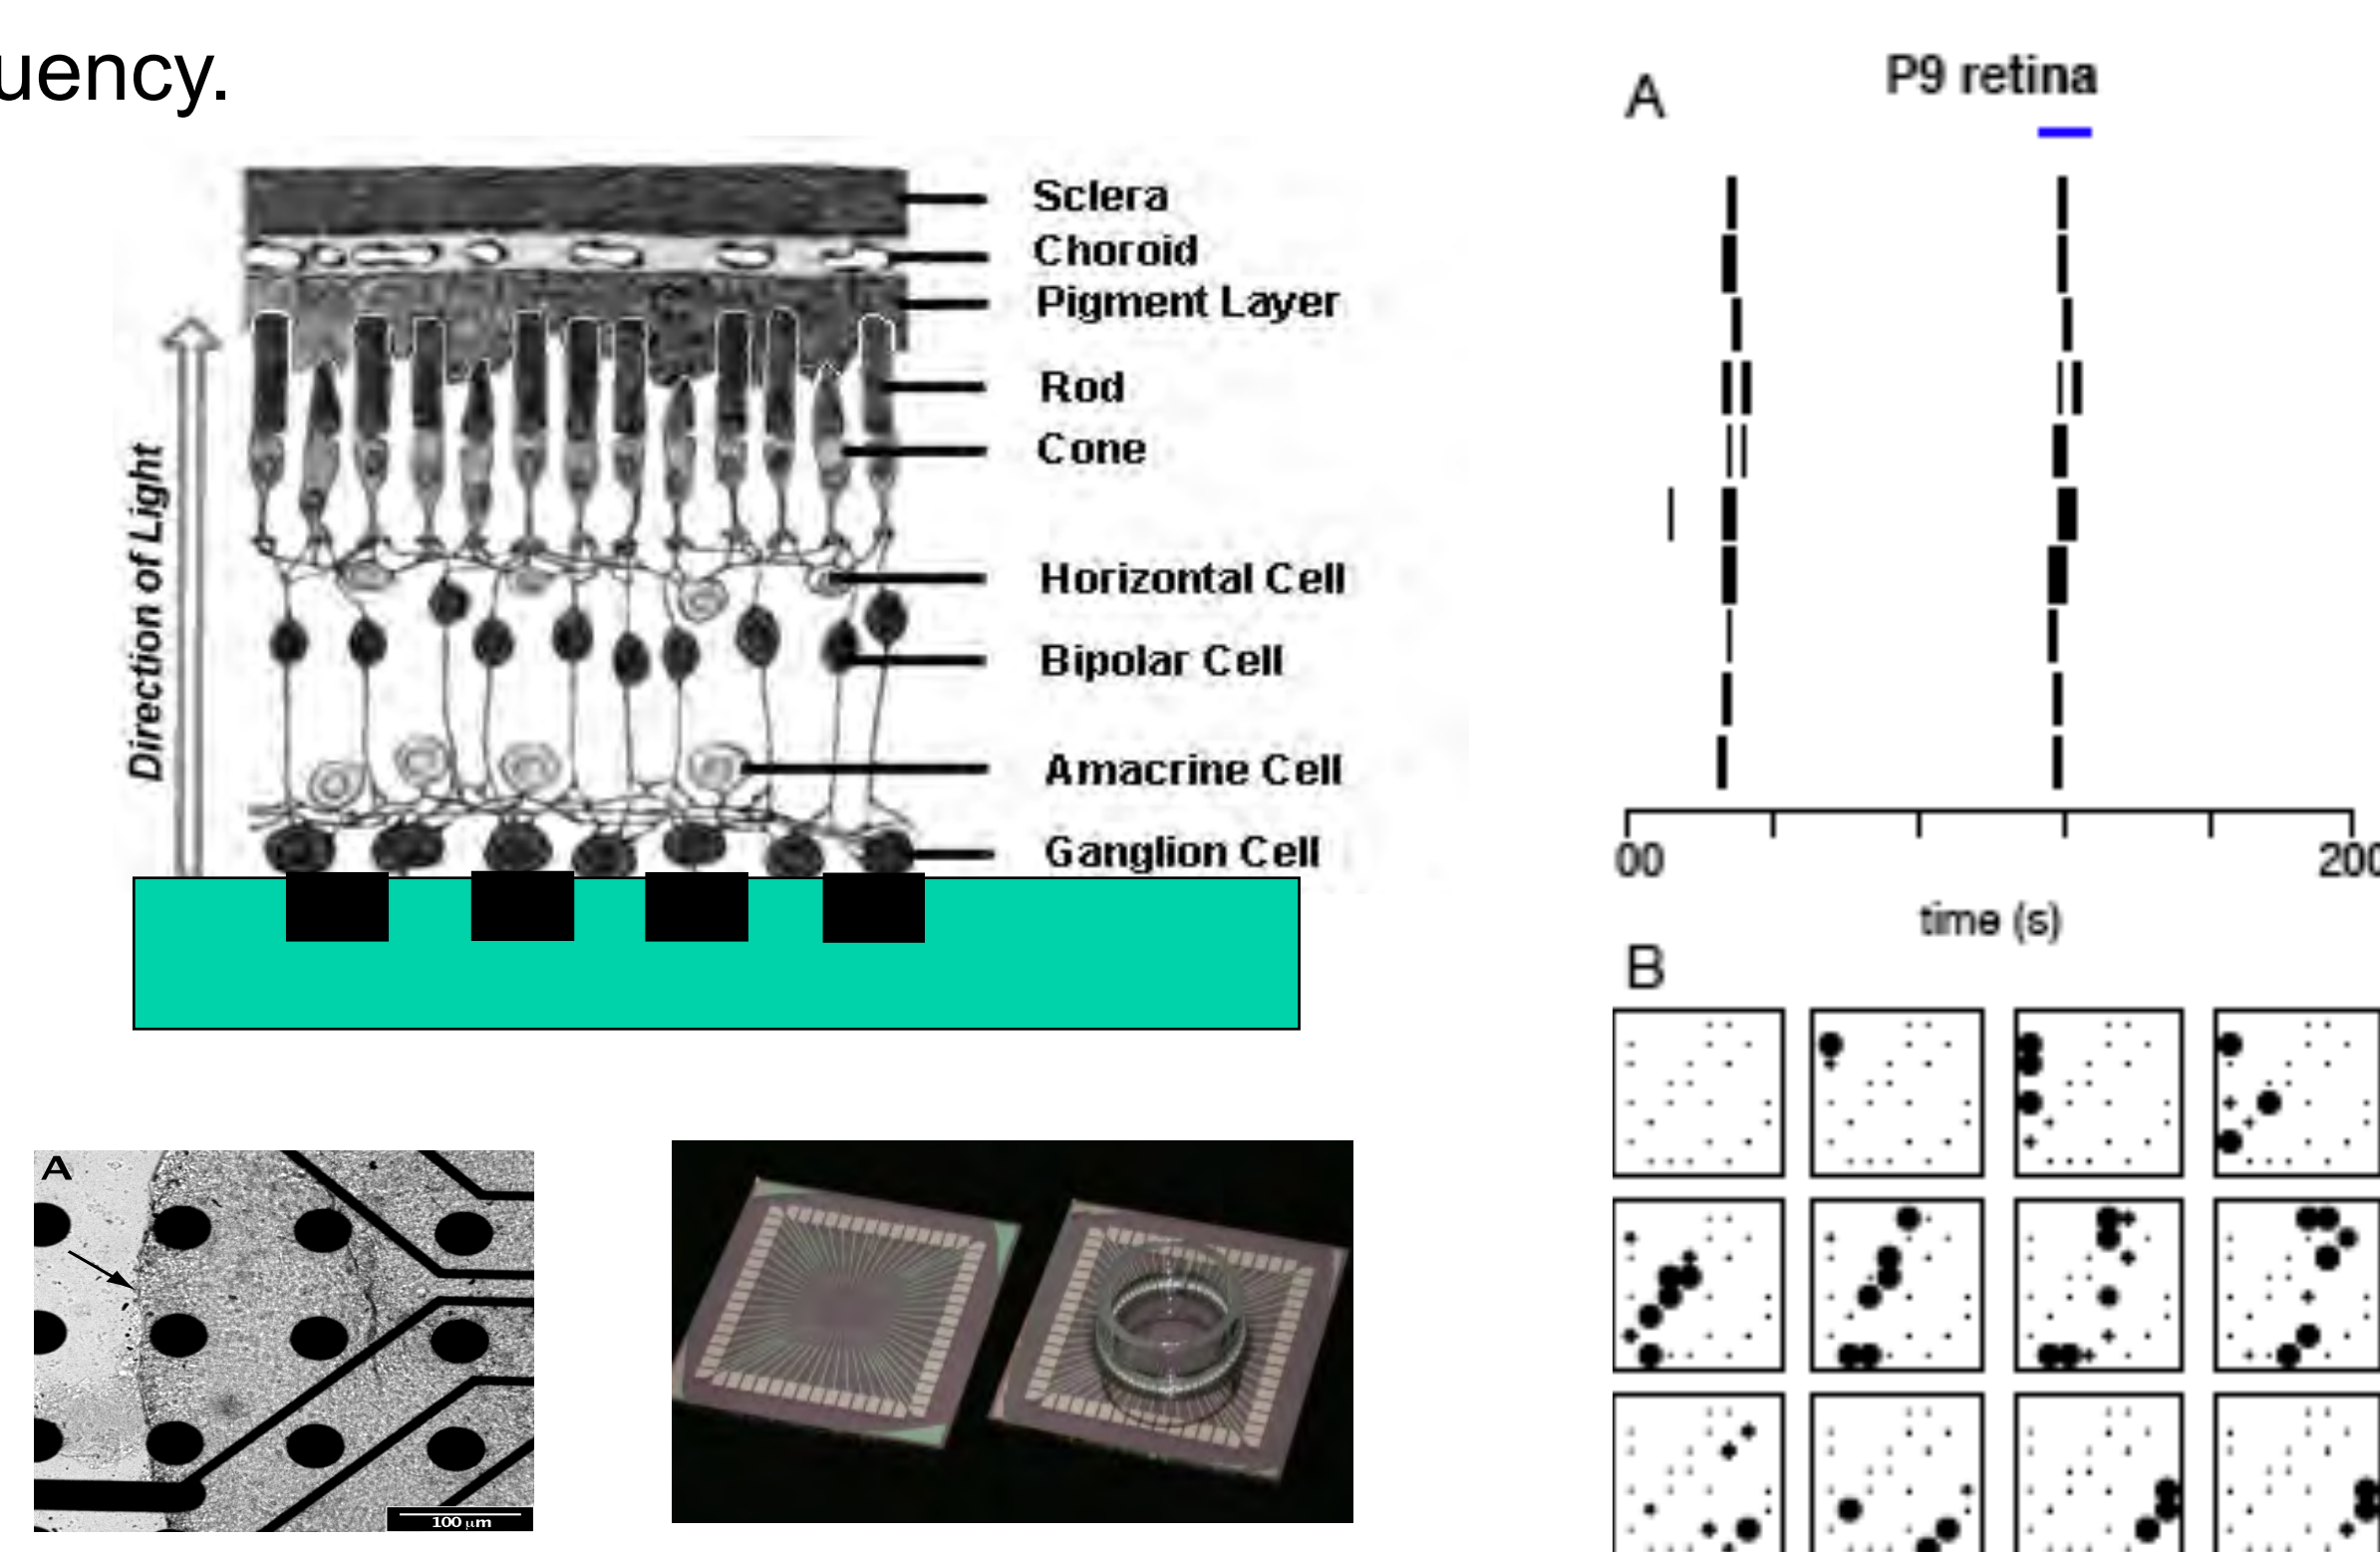 uency.
Direction of Light
Sclera
Choroid
Pigment Layer
Rod
Cone
Horizontal Cell
Bipolar Cell
Amacrine Cell
Ganglion Cell
A
100 μm
A
P9 retina
00
200
time (s)
B